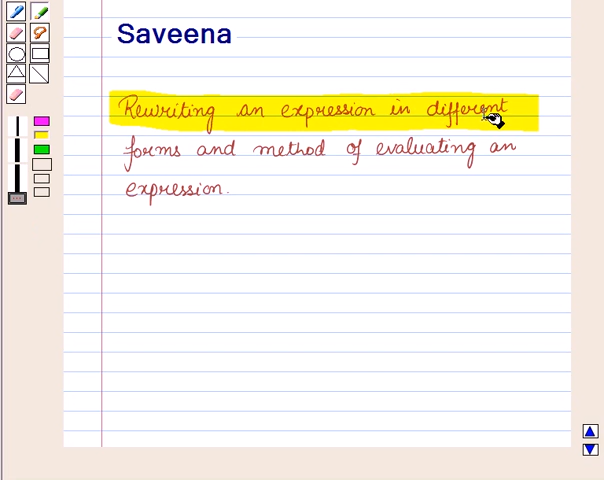 Saveena
Rewriting an expression in different
forms and method of evaluating an
expression.